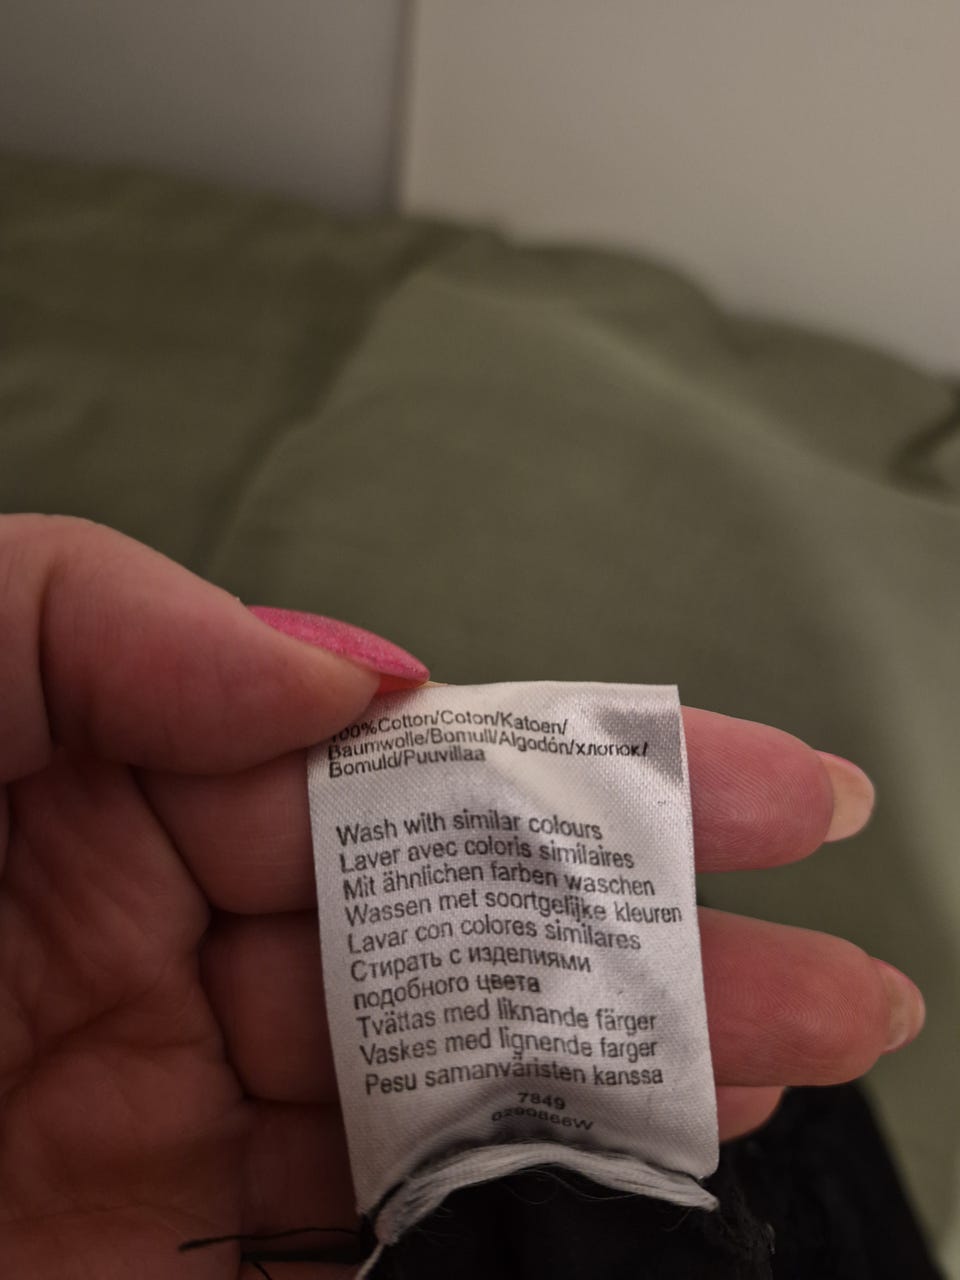 100%Cotton/Coton/Katoen/
Baumwolle/Bomull/Algodón/хлопок/
Bomuld/Puuvillaa
Wash with similar colours
Laver avec coloris similaires
Mit ähnlichen farben waschen
Wassen met soortgelijke kleuren
Lavar con colores similares
Стирать с изделиями
подобного цвета
Tvättas med liknande färger
Vaskes med lignende farger
Pesu samanväristen kanssa
7849
0290866W